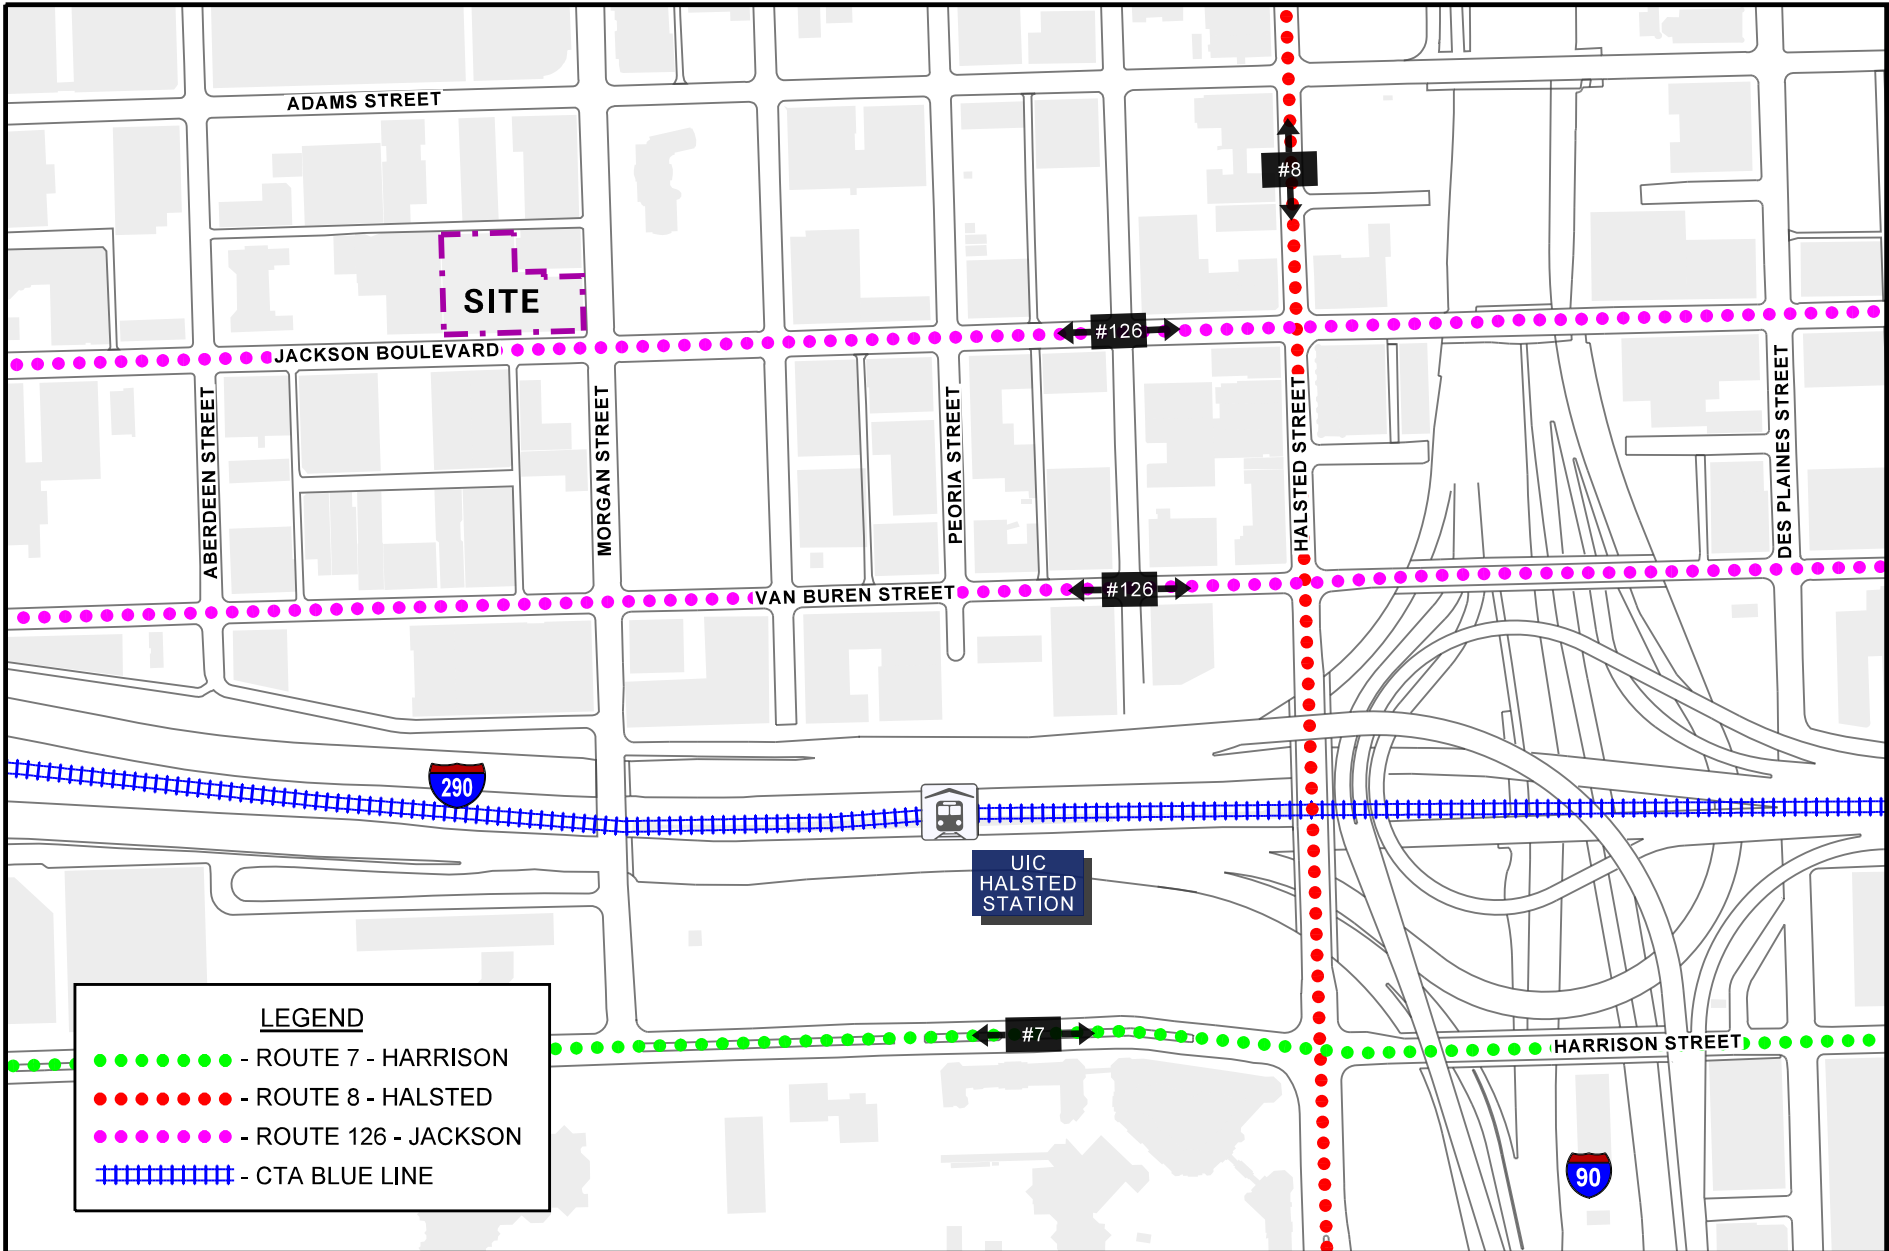 ADAMS STREET
#8
SITE
#126
JACKSON BOULEVARD
ABERDEEN STREET
MORGAN STREET
PEORIA STREET
HALSTED STREET
DES PLAINES STREET
#126
VAN BUREN STREET
290
UIC
HALSTED
STATION
#7
HARRISON STREET
LEGEND
- ROUTE 7 - HARRISON
- ROUTE 8 - HALSTED
- ROUTE 126 - JACKSON
- CTA BLUE LINE
90